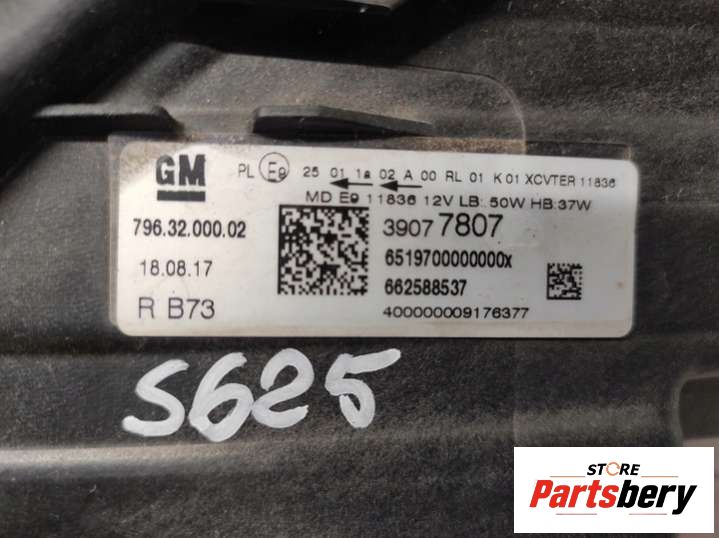 GM
PL E9 25 01 1a 02 A 00 RL 01 K 01 XCVTER 11836
MD E9 11836 12V LB: 50W HB:37W
796.32.000.02
3907 7807
18.08.17
6519700000000x
662588537
R B73
400000009176377
S625
STORE
Partsbery